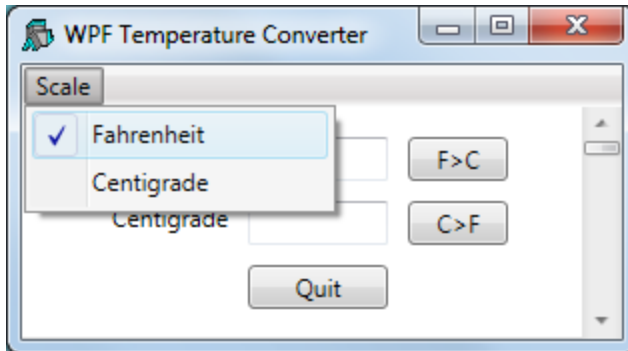 WPF Temperature Converter
Scale
Fahrenheit
F>C
Centigrade
Centigrade
C>F
Quit